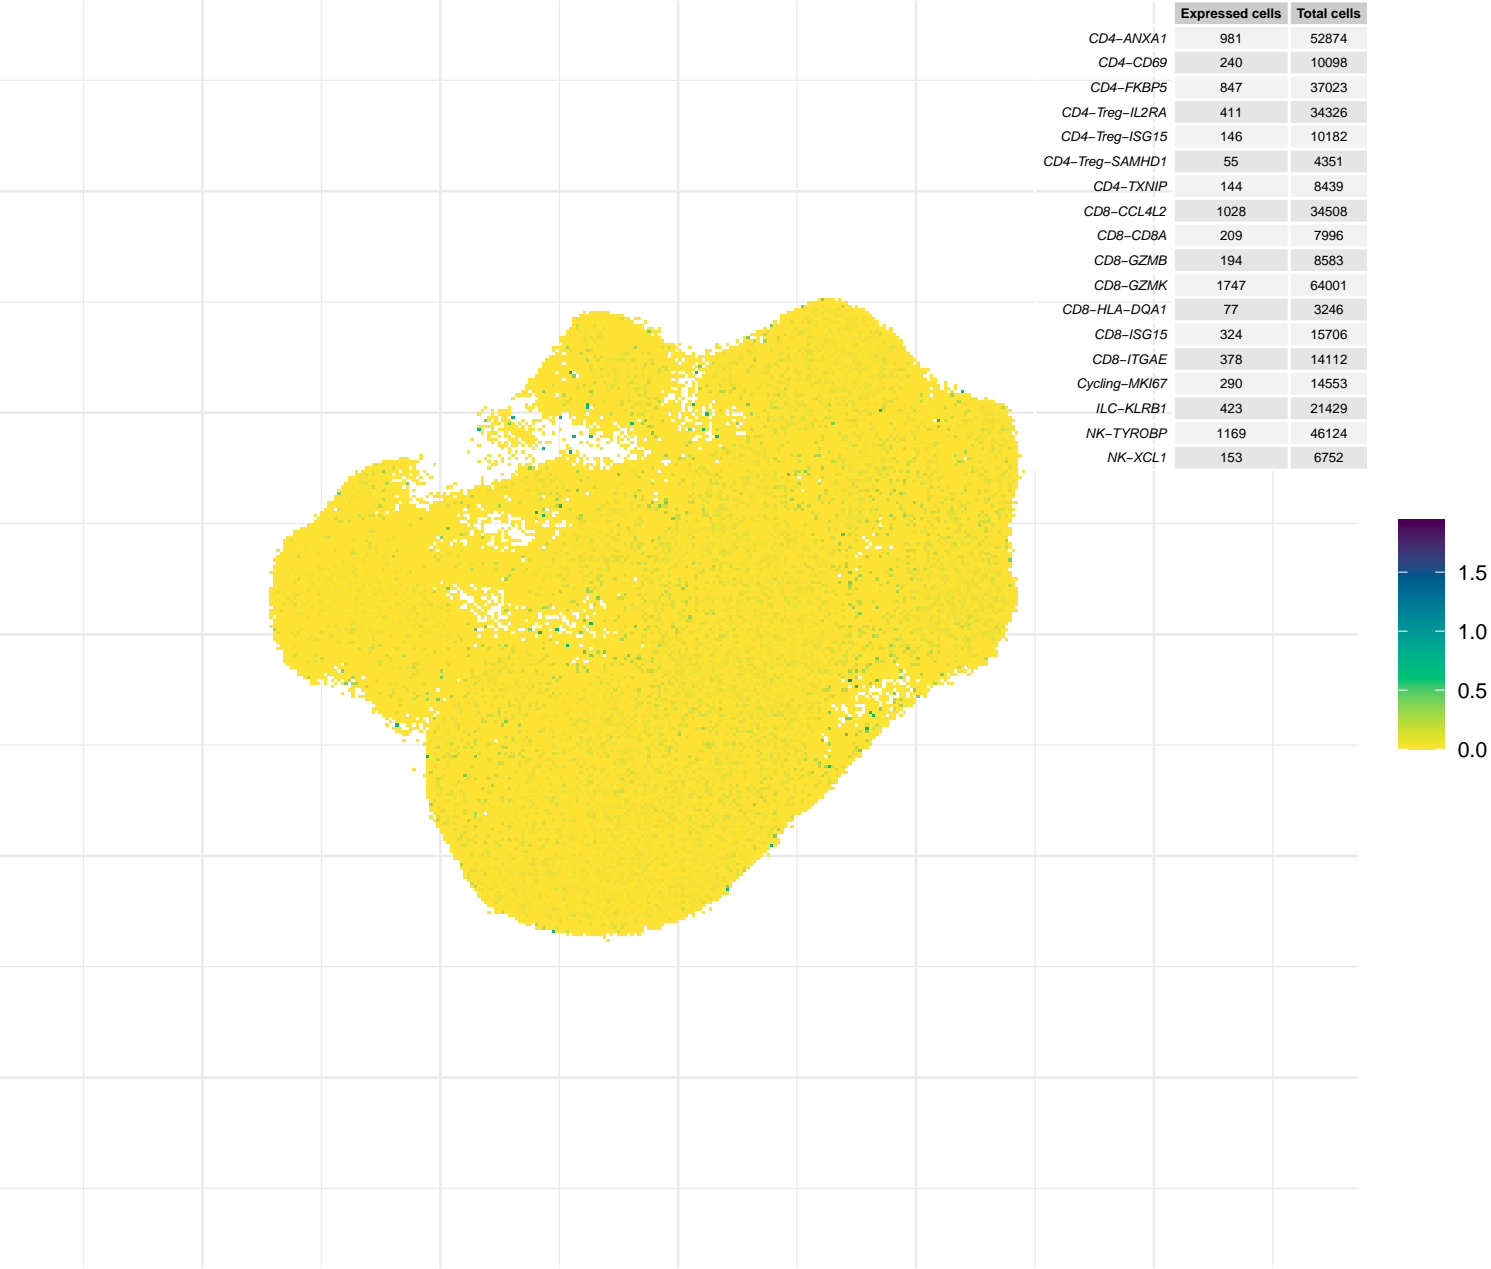 Expressed cells Total cells
CD4−ANXA1 981 52874
CD4−CD69 240 10098
CD4−FKBP5 847 37023
CD4−Treg−IL2RA 411 34326
CD4−Treg−ISG15 146 10182
CD4−Treg−SAMHD1 55 4351
CD4−TXNIP 144 8439
CD8−CCL4L2 1028 34508
CD8−CD8A 209 7996
CD8−GZMB 194 8583
CD8−GZMK 1747 64001
CD8−HLA−DQA1 77 3246
CD8−ISG15 324 15706
CD8−ITGAE 378 14112
Cycling−MKI67 290 14553
ILC−KLRB1 423 21429
NK−TYROBP 1169 46124
NK−XCL1 153 6752
1.5
1.0
0.5
0.0